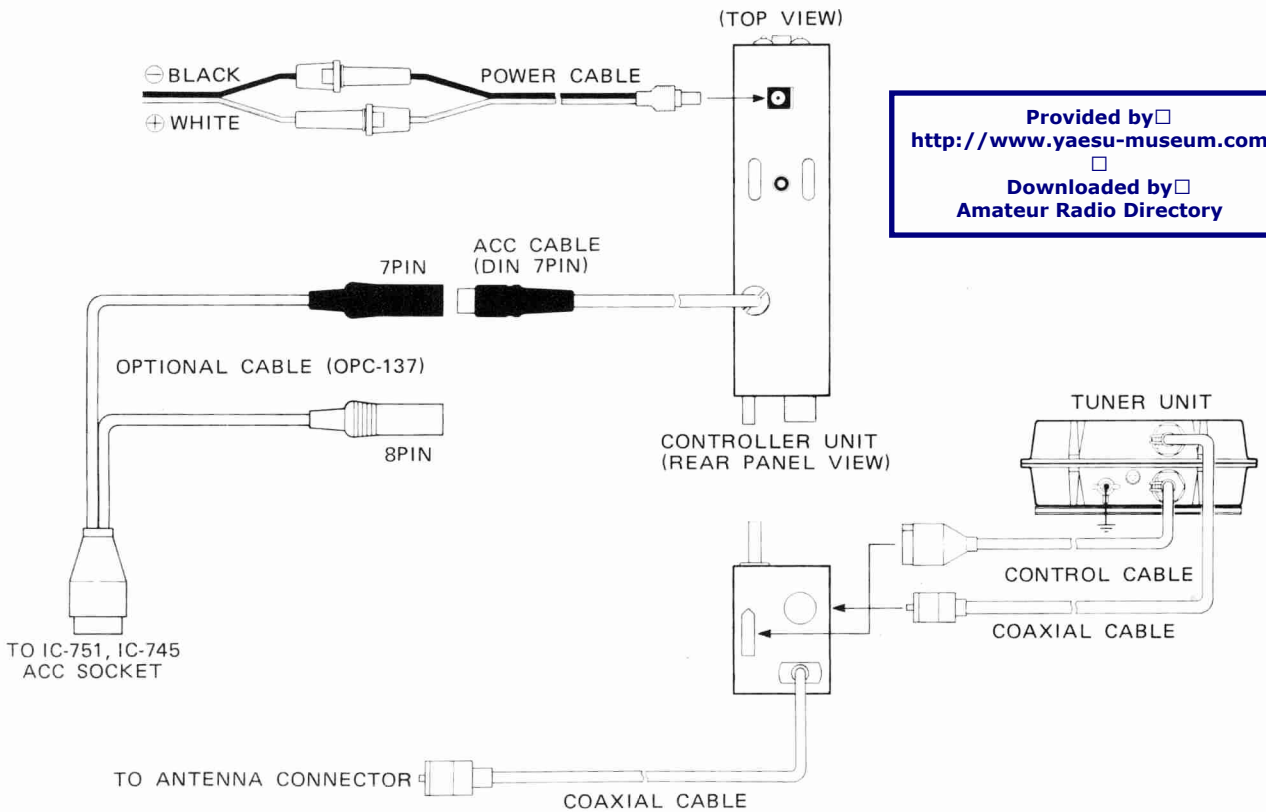 (TOP VIEW)
⊖ BLACK
POWER CABLE
⊕ WHITE
Provided by□
http://www.yaesu-museum.com
□
Downloaded by□
Amateur Radio Directory
7PIN
ACC CABLE
(DIN 7PIN)
OPTIONAL CABLE (OPC-137)
8PIN
CONTROLLER UNIT
(REAR PANEL VIEW)
TUNER UNIT
CONTROL CABLE
COAXIAL CABLE
TO IC-751, IC-745
ACC SOCKET
TO ANTENNA CONNECTOR
COAXIAL CABLE